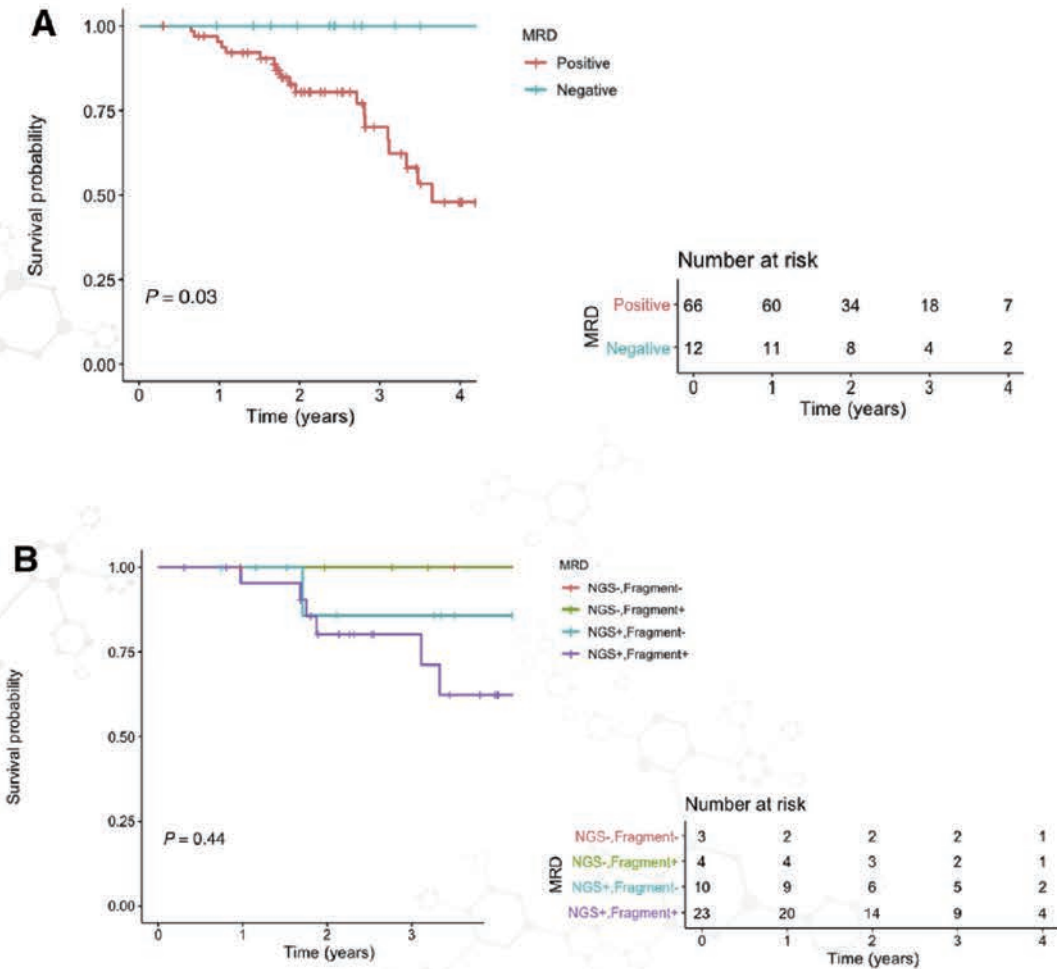 A
1.00
0.75
0.50
0.25
0.00
Survival probability
P = 0.03
0 1 2 3 4
Time (years)
MRD
Positive
Negative
Number at risk
MRD
Positive 66 60 34 18 7
Negative 12 11 8 4 2
0 1 2 3 4
Time (years)
B
1.00
0.75
0.50
0.25
0.00
Survival probability
P = 0.44
0 1 2 3
Time (years)
MRD
NGS-,Fragment-
NGS-,Fragment+
NGS+,Fragment-
NGS+,Fragment+
Number at risk
MRD
NGS-,Fragment- 3 2 2 2 1
NGS-,Fragment+ 4 4 3 2 1
NGS+,Fragment- 10 9 6 5 2
NGS+,Fragment+ 23 20 14 9 4
0 1 2 3 4
Time (years)